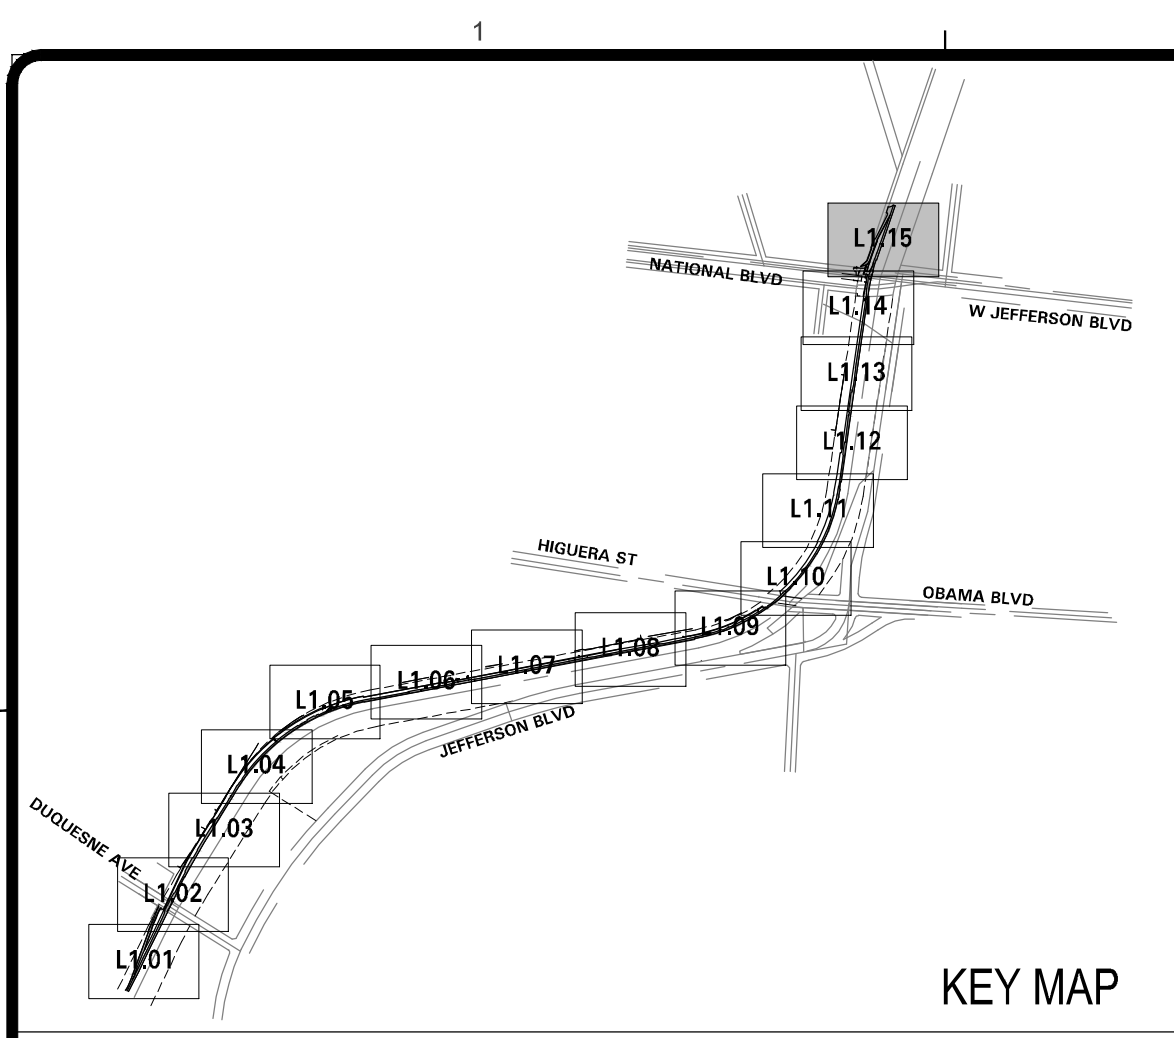 1
L1.15
NATIONAL BLVD
L1.14
W JEFFERSON BLVD
L1.13
L1.12
L1.11
HIGUERA ST
L1.10
OBAMA BLVD
L1.09
L1.08
L1.07
L1.06
L1.05
JEFFERSON BLVD
L1.04
L1.03
DUQUESNE AVE
L1.02
L1.01
KEY MAP